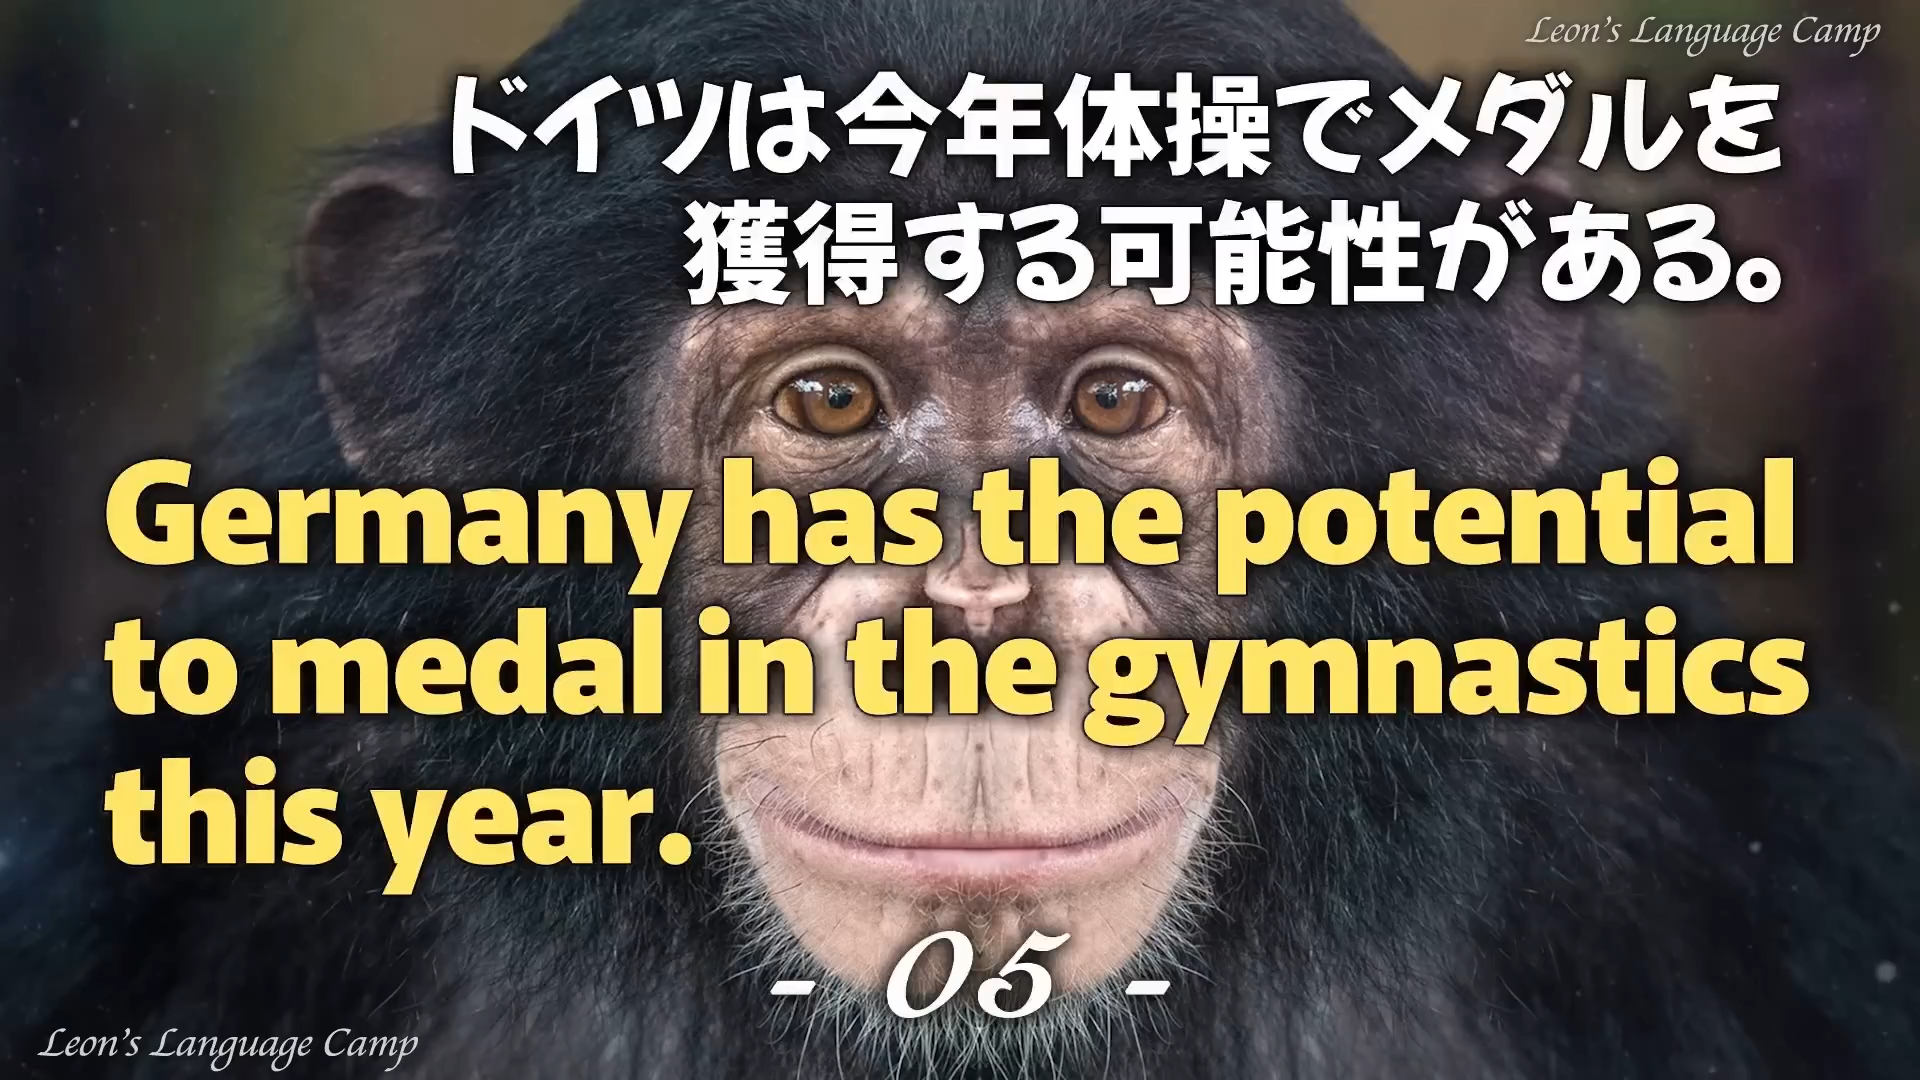 Leon's Language Camp
ドイツは今年体操でメダルを
獲得する可能性がある。
Germany has the potential
to medal in the gymnastics
this year.
- 05 -
Leon's Language Camp